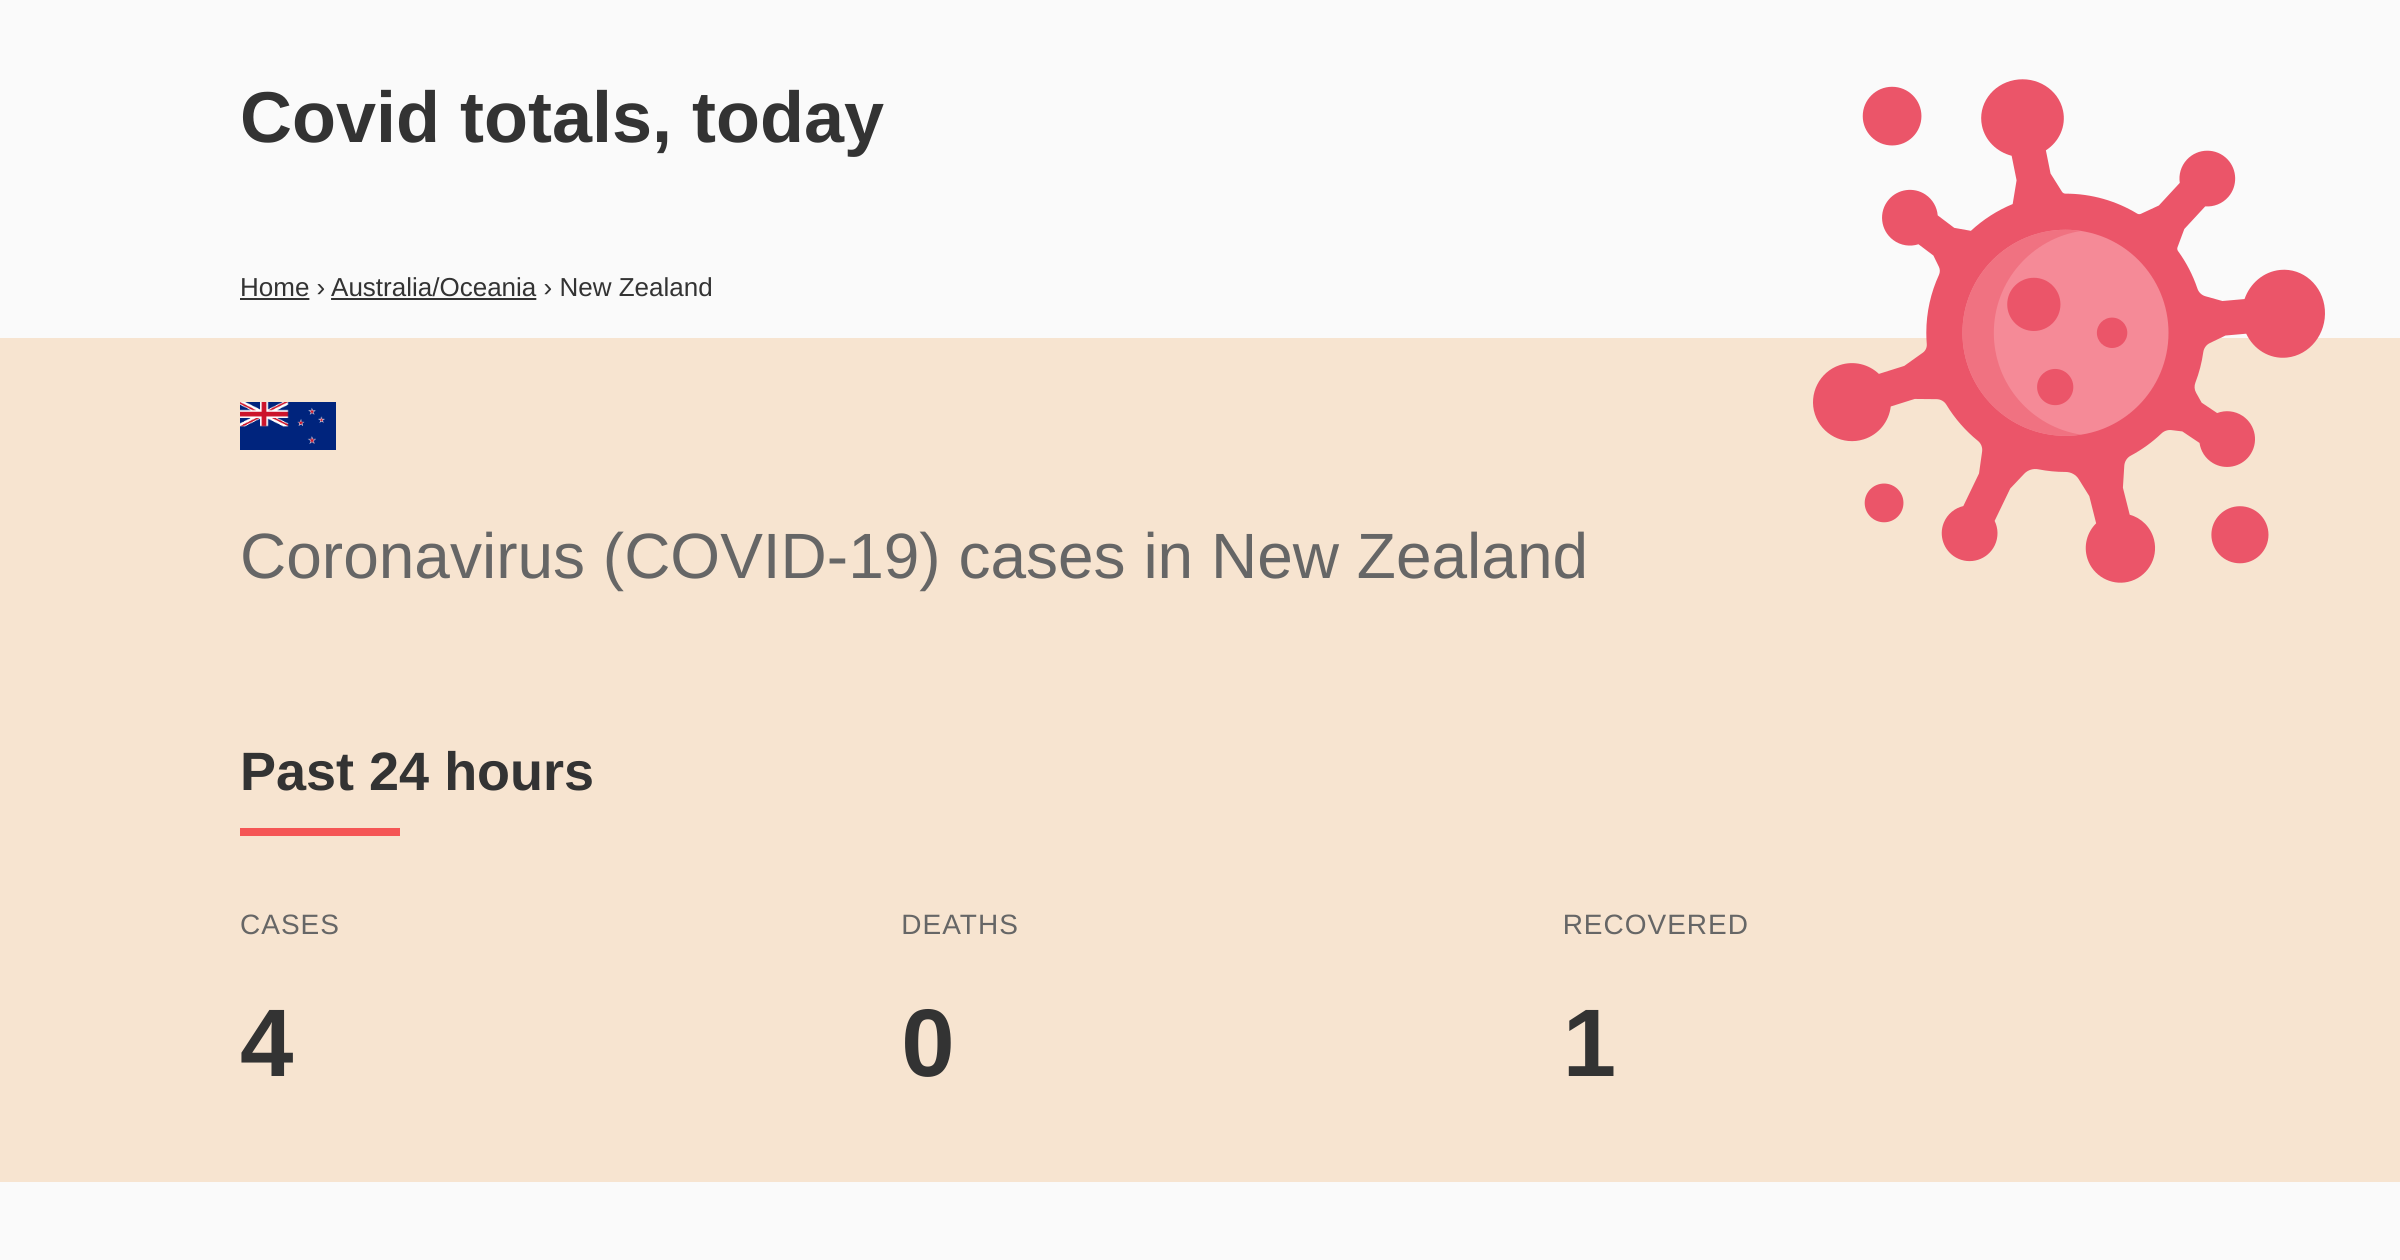 Covid totals, today
Home › Australia/Oceania › New Zealand
Coronavirus (COVID-19) cases in New Zealand
Past 24 hours
CASES DEATHS RECOVERED
4 0 1